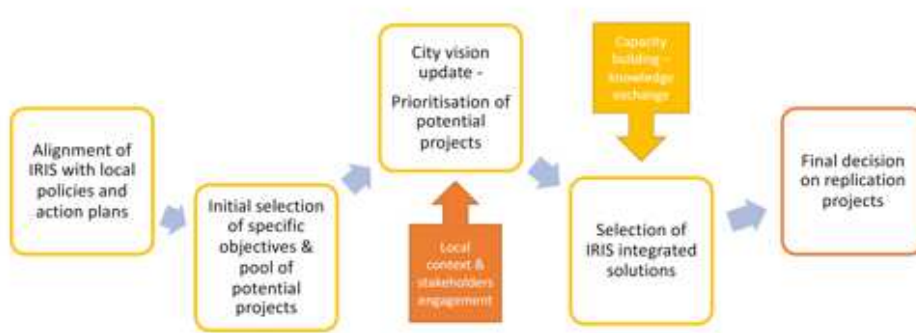 Alignment of
IRIS with local
policies and
action plans
Initial selection
of specific
objectives &
pool of
potential
projects
City vision
update -
Prioritisation of
potential
projects
Local
context &
stakeholders
engagement
Capacity
building –
knowledge
exchange
Selection of
IRIS integrated
solutions
Final decision
on replication
projects